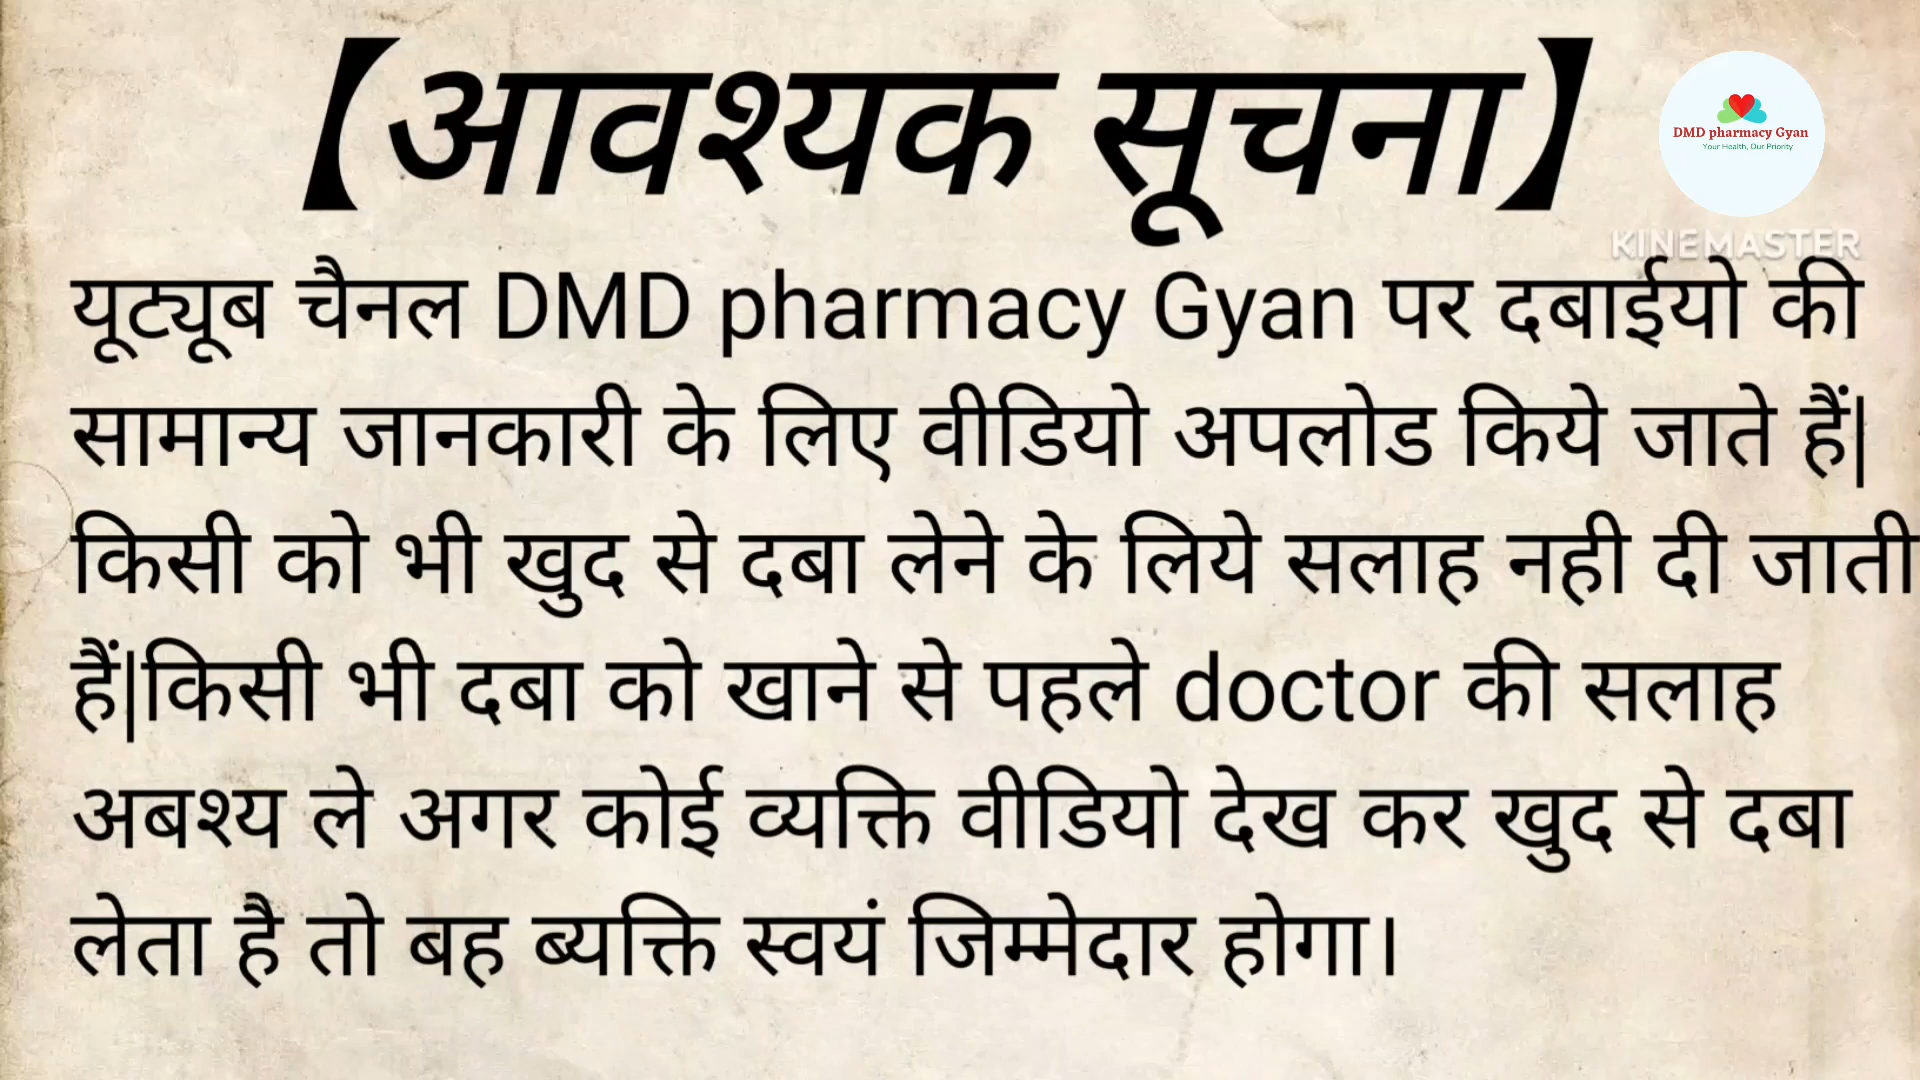 【आवश्यक सूचना】
DMD pharmacy Gyan
Your Health, Our Priority
KINEMASTER
यूट्यूब चैनल DMD pharmacy Gyan पर दबाईयो की
सामान्य जानकारी के लिए वीडियो अपलोड किये जाते हैं|
किसी को भी खुद से दबा लेने के लिये सलाह नही दी जाती
हैं|किसी भी दबा को खाने से पहले doctor की सलाह
अबश्य ले अगर कोई व्यक्ति वीडियो देख कर खुद से दबा
लेता है तो बह ब्यक्ति स्वयं जिम्मेदार होगा।